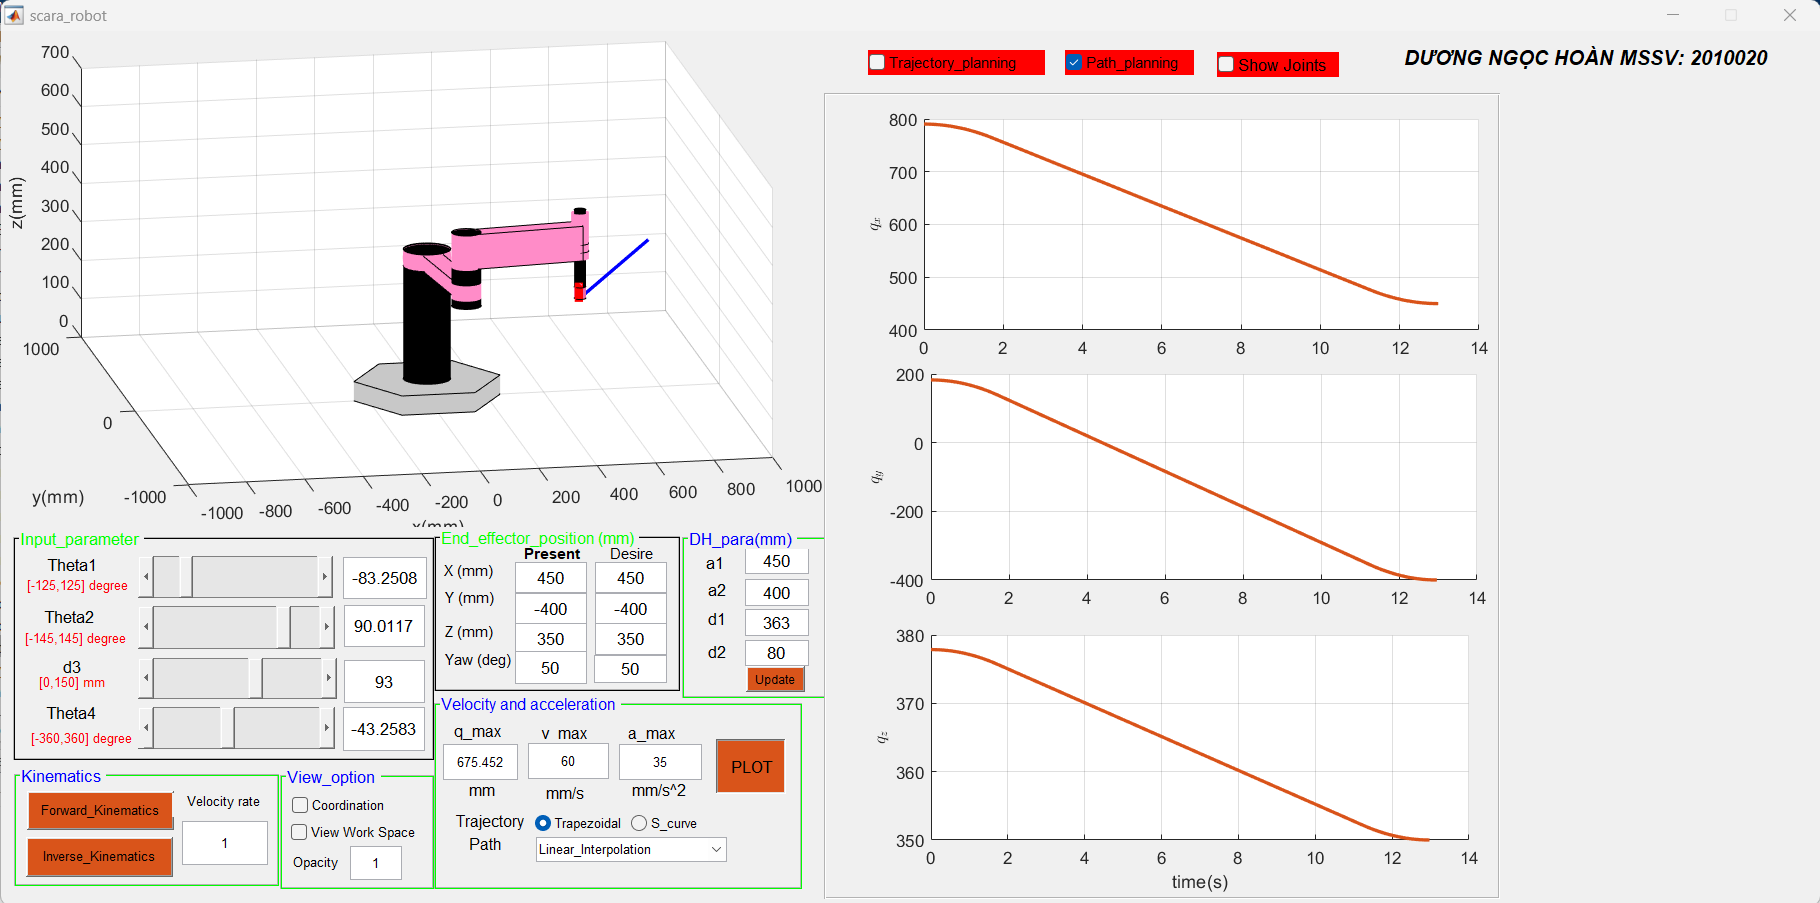 scara_robot
Trajectory_planning
Path_planning
Show Joints
DƯƠNG NGỌC HOÀN MSSV: 2010020
700
600
500
400
300
200
100
0
z(mm)
1000
0
-1000
y(mm)
-1000 -800 -600 -400 -200 0 200 400 600 800 1000
x(mm)
800
700
600
500
400
qx
0 2 4 6 8 10 12 14
200
0
-200
-400
qy
0 2 4 6 8 10 12 14
380
370
360
350
qz
0 2 4 6 8 10 12 14
time(s)
Input_parameter
Theta1
[-125,125] degree
-83.2508
Theta2
[-145,145] degree
90.0117
d3
[0,150] mm
93
Theta4
[-360,360] degree
-43.2583
End_effector_position (mm)
Present Desire
X (mm) 450 450
Y (mm) -400 -400
Z (mm) 350 350
Yaw (deg) 50 50
DH_para(mm)
a1 450
a2 400
d1 363
d2 80
Update
Kinematics
Forward_Kinematics
Inverse_Kinematics
Velocity rate
1
View_option
Coordination
View Work Space
Opacity 1
Velocity and acceleration
q_max v_max a_max
675.452 60 35
mm mm/s mm/s^2
PLOT
Trajectory Trapezoidal S_curve
Path Linear_Interpolation